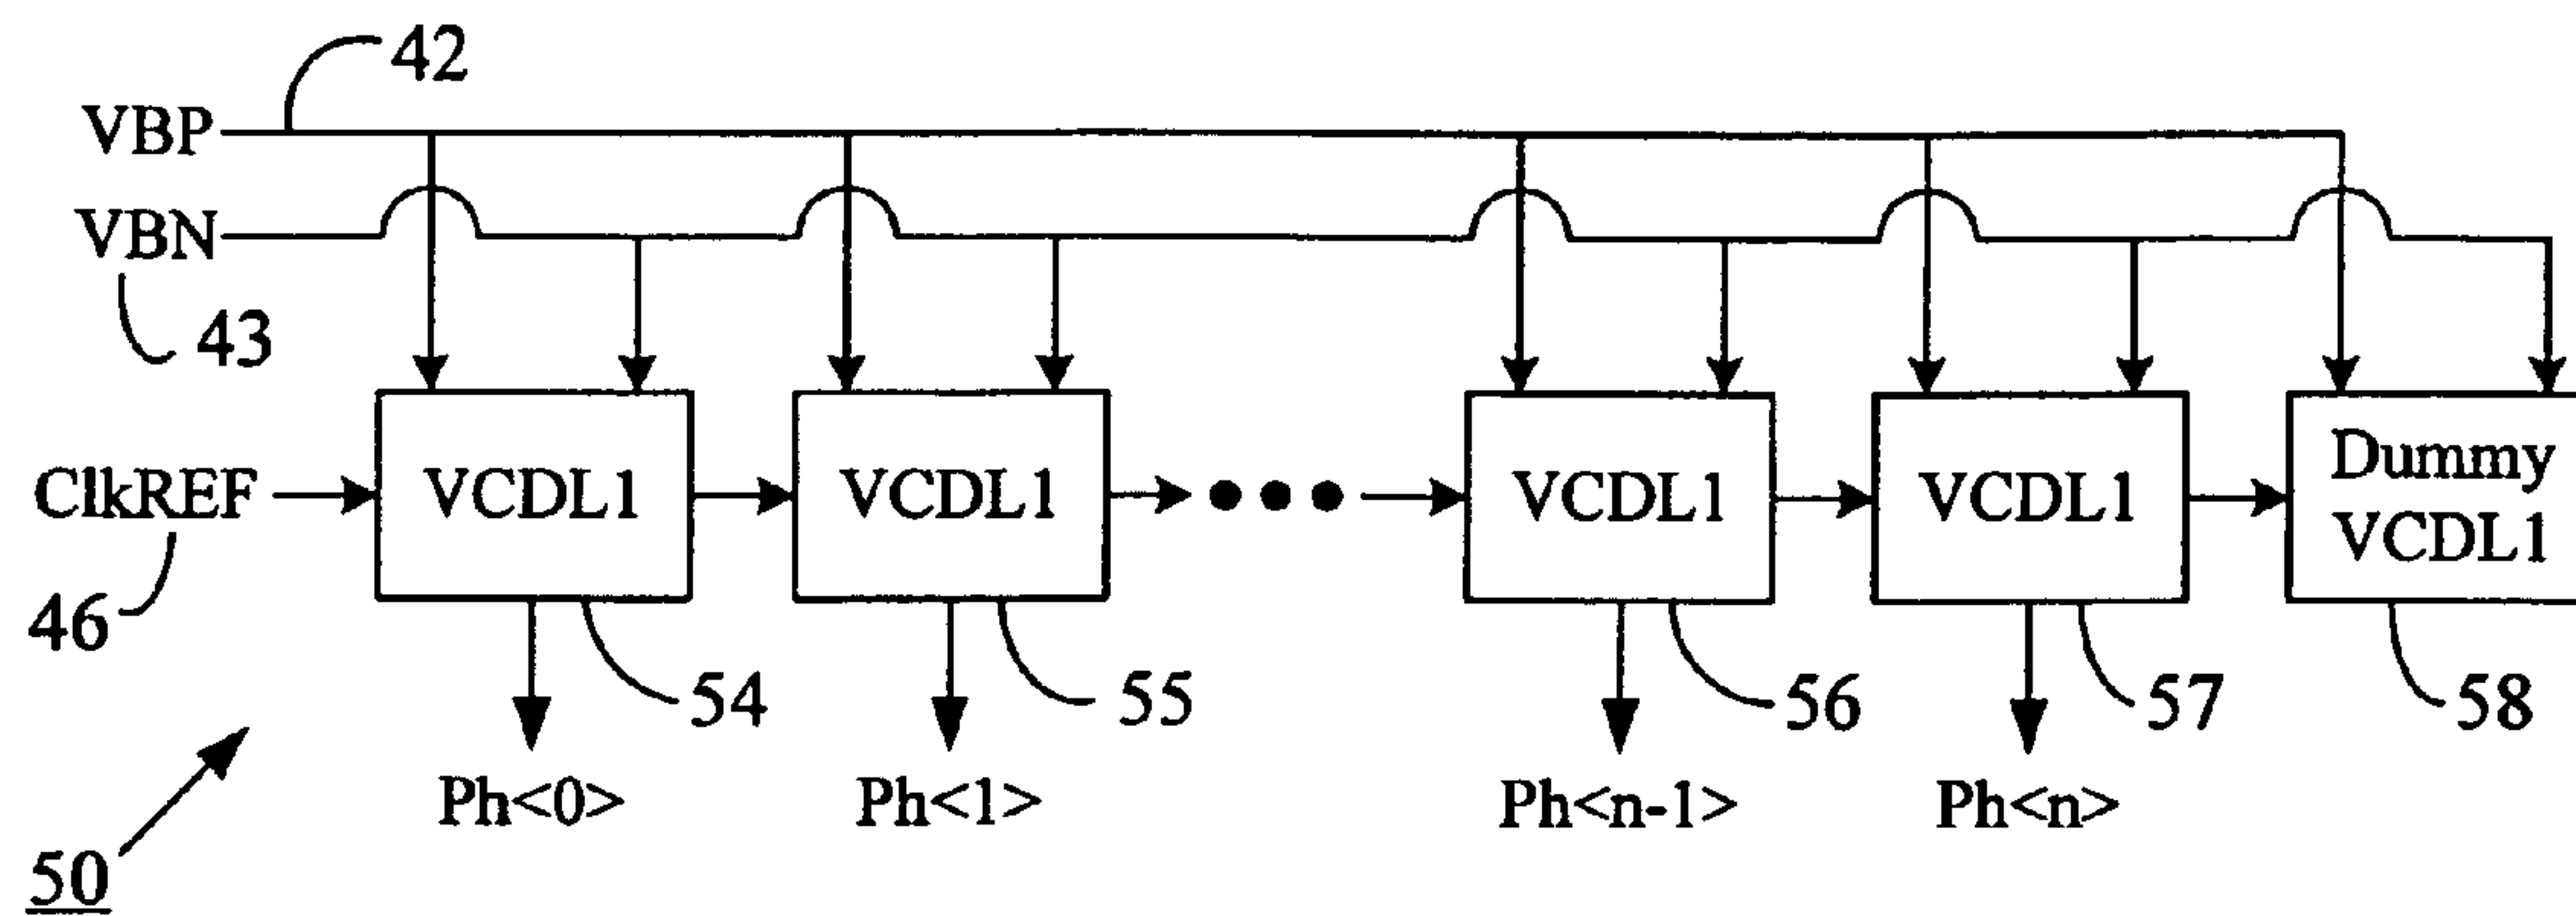 42
VBP
VBN
43
ClkREF
46
VCDL1
VCDL1
VCDL1
VCDL1
Dummy
VCDL1
54
55
56
57
58
Ph<0>
Ph<1>
Ph<n-1>
Ph<n>
50